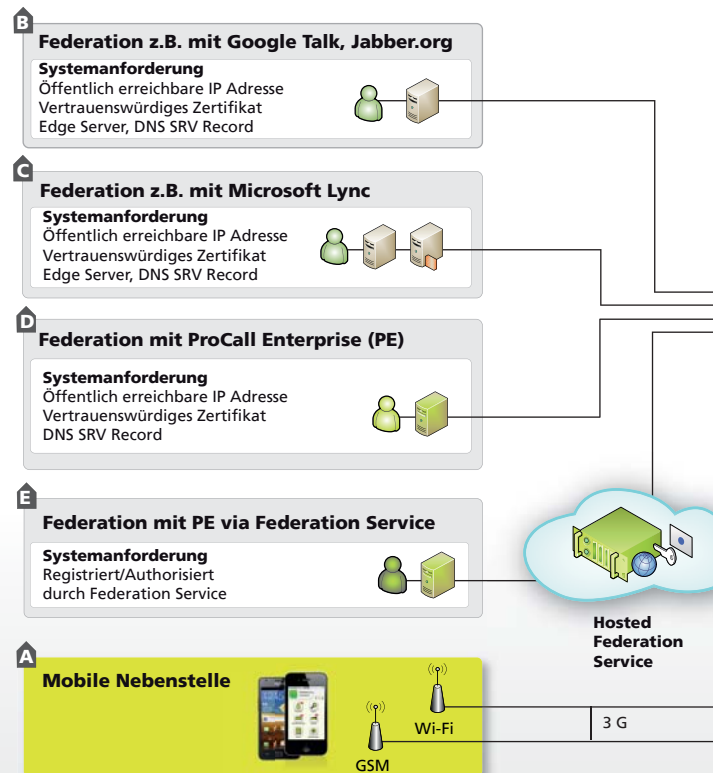 B
Federation z.B. mit Google Talk, Jabber.org
Systemanforderung
Öffentlich erreichbare IP Adresse
Vertrauenswürdiges Zertifikat
Edge Server, DNS SRV Record
C
Federation z.B. mit Microsoft Lync
Systemanforderung
Öffentlich erreichbare IP Adresse
Vertrauenswürdiges Zertifikat
Edge Server, DNS SRV Record
D
Federation mit ProCall Enterprise (PE)
Systemanforderung
Öffentlich erreichbare IP Adresse
Vertrauenswürdiges Zertifikat
DNS SRV Record
E
Federation mit PE via Federation Service
Systemanforderung
Registriert/Authorisiert
durch Federation Service
Hosted
Federation
Service
A
Mobile Nebenstelle
Wi-Fi
3 G
GSM